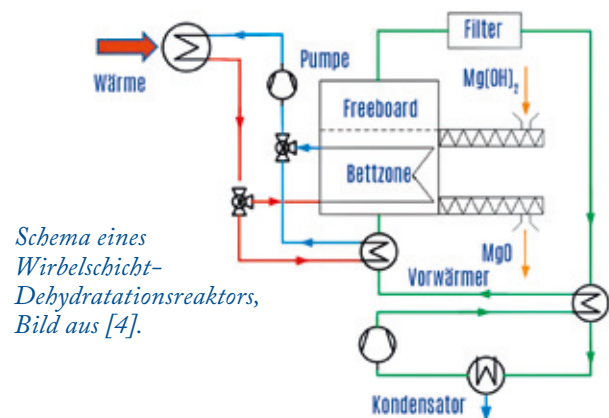 Filter
Pumpe
Mg(OH)₂
Wärme
Freeboard
Bettzone
Schema eines
Wirbelschicht-
Dehydratationsreaktors,
Bild aus [4].
MgO
Vorwärmer
Kondensator